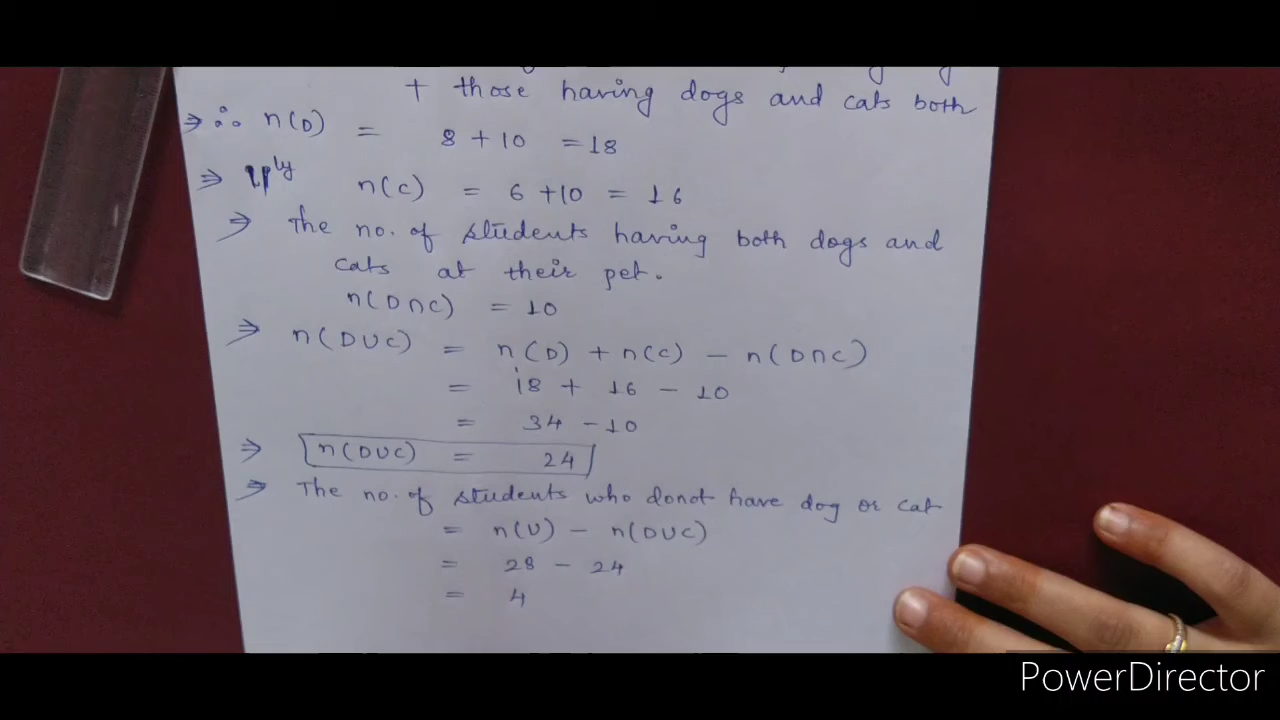 + those having dogs and cats both
⇒ ∴ n(D) = 8 + 10 = 18
⇒ lly n(C) = 6 + 10 = 16
⇒ The no. of students having both dogs and
cats at their pet.
n(D∩C) = 10
⇒ n(D∪C) = n(D) + n(C) – n(D∩C)
= 18 + 16 – 10
= 34 – 10
⇒ n(D∪C) = 24
⇒ The no. of students who donot have dog or cat
= n(U) – n(D∪C)
= 28 – 24
= 4
PowerDirector